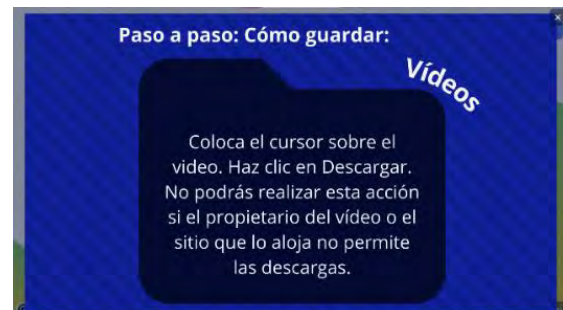 Paso a paso: Cómo guardar:
Vídeos
Coloca el cursor sobre el
video. Haz clic en Descargar.
No podrás realizar esta acción
si el propietario del vídeo o el
sitio que lo aloja no permite
las descargas.